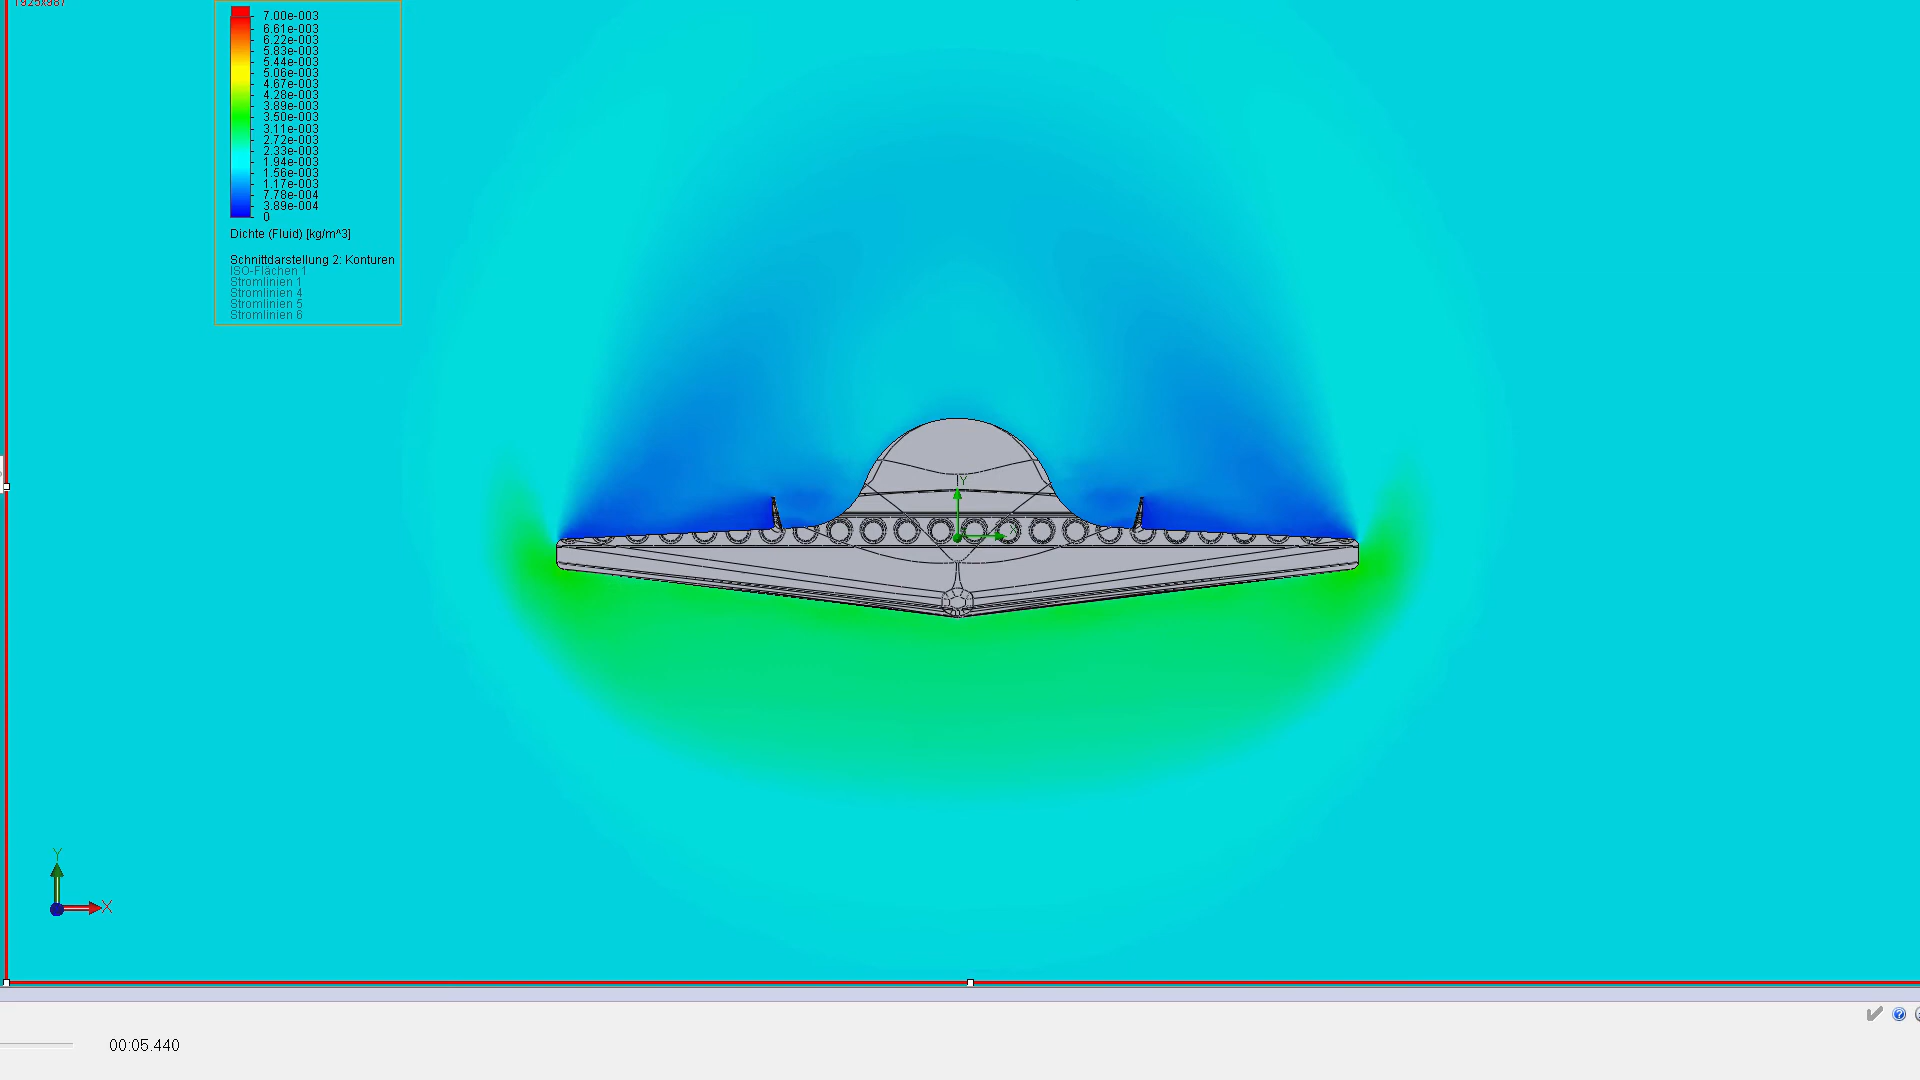 1925x987
7.00e-003
6.61e-003
6.22e-003
5.83e-003
5.44e-003
5.06e-003
4.67e-003
4.28e-003
3.89e-003
3.50e-003
3.11e-003
2.72e-003
2.33e-003
1.94e-003
1.56e-003
1.17e-003
7.78e-004
3.89e-004
0
Dichte (Fluid) [kg/m^3]
Schnittdarstellung 2: Konturen
ISO-Flächen 1
Stromlinien 1
Stromlinien 4
Stromlinien 5
Stromlinien 6
Y
X
Y
X
?
00:05.440